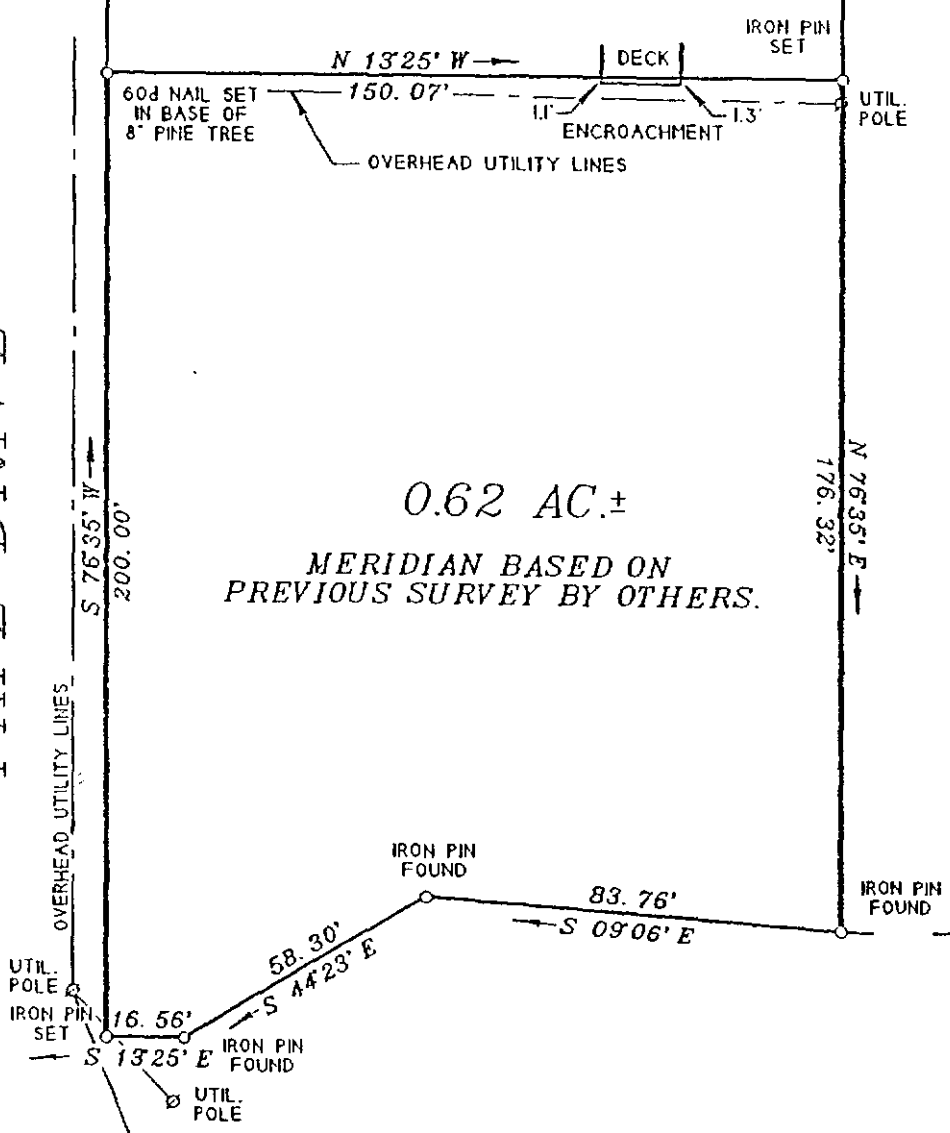 IRON PIN
SET
N 13°25' W
DECK
60d NAIL SET
IN BASE OF
8" PINE TREE
150.07'
1.1'
1.3'
UTIL.
POLE
ENCROACHMENT
OVERHEAD UTILITY LINES
S 76°35' W
200.00'
N 76°35' E
176.32'
0.62 AC.±
MERIDIAN BASED ON
PREVIOUS SURVEY BY OTHERS.
OVERHEAD UTILITY LINES
IRON PIN
FOUND
83.76'
S 09°06' E
IRON PIN
FOUND
58.30'
S 44°23' E
UTIL.
POLE
IRON PIN
SET
16.56'
S 13°25' E
IRON PIN
FOUND
UTIL.
POLE